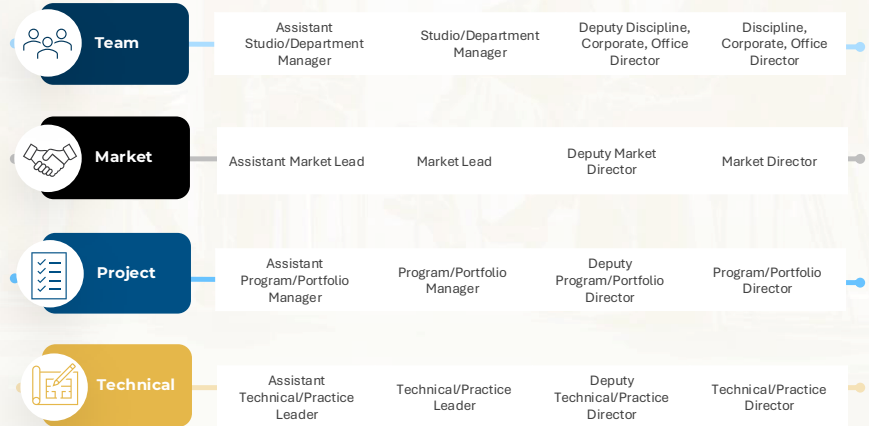 Team
Assistant
Studio/Department
Manager
Studio/Department
Manager
Deputy Discipline,
Corporate, Office
Director
Discipline,
Corporate, Office
Director
Market
Assistant Market Lead
Market Lead
Deputy Market
Director
Market Director
Project
Assistant
Program/Portfolio
Manager
Program/Portfolio
Manager
Deputy
Program/Portfolio
Director
Program/Portfolio
Director
Technical
Assistant
Technical/Practice
Leader
Technical/Practice
Leader
Deputy
Technical/Practice
Director
Technical/Practice
Director